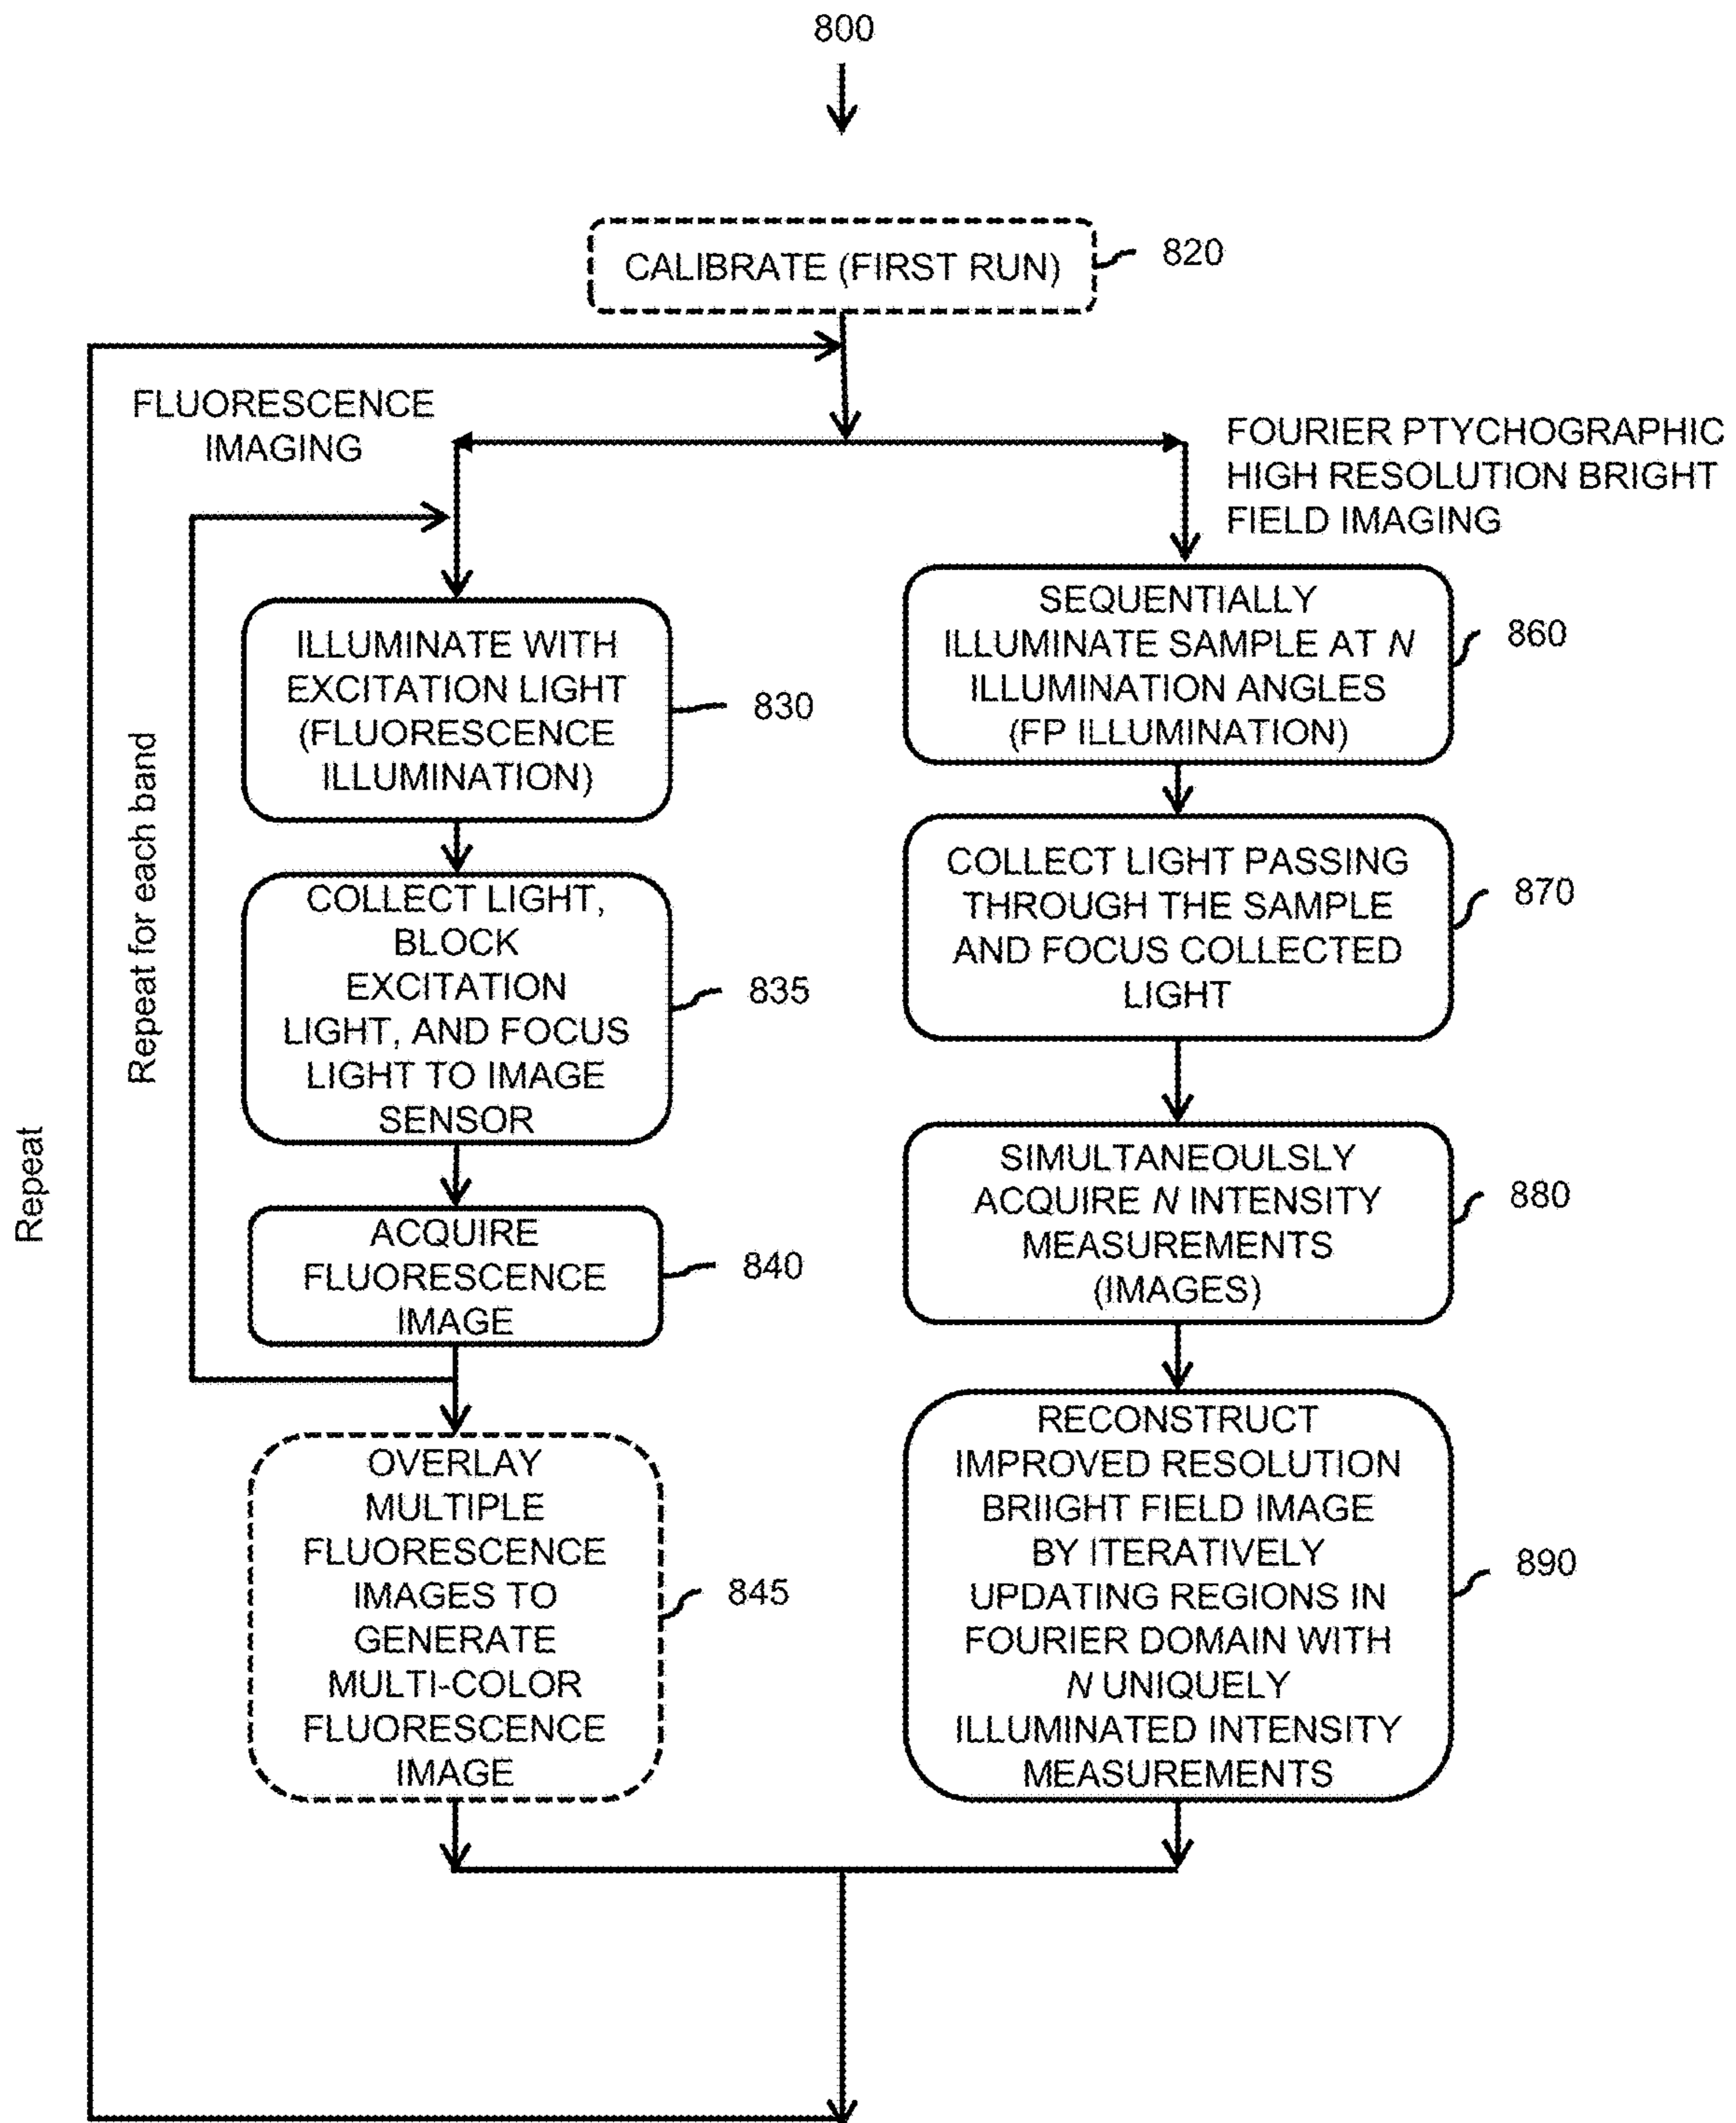 800
CALIBRATE (FIRST RUN)
820
FLUORESCENCE
IMAGING
FOURIER PTYCHOGRAPHIC
HIGH RESOLUTION BRIGHT
FIELD IMAGING
Repeat
Repeat for each band
ILLUMINATE WITH
EXCITATION LIGHT
(FLUORESCENCE
ILLUMINATION)
830
COLLECT LIGHT,
BLOCK
EXCITATION
LIGHT, AND FOCUS
LIGHT TO IMAGE
SENSOR
835
ACQUIRE
FLUORESCENCE
IMAGE
840
OVERLAY
MULTIPLE
FLUORESCENCE
IMAGES TO
GENERATE
MULTI-COLOR
FLUORESCENCE
IMAGE
845
SEQUENTIALLY
ILLUMINATE SAMPLE AT N
ILLUMINATION ANGLES
(FP ILLUMINATION)
860
COLLECT LIGHT PASSING
THROUGH THE SAMPLE
AND FOCUS COLLECTED
LIGHT
870
SIMULTANEOULSLY
ACQUIRE N INTENSITY
MEASUREMENTS
(IMAGES)
880
RECONSTRUCT
IMPROVED RESOLUTION
BRIIGHT FIELD IMAGE
BY ITERATIVELY
UPDATING REGIONS IN
FOURIER DOMAIN WITH
N UNIQUELY
ILLUMINATED INTENSITY
MEASUREMENTS
890